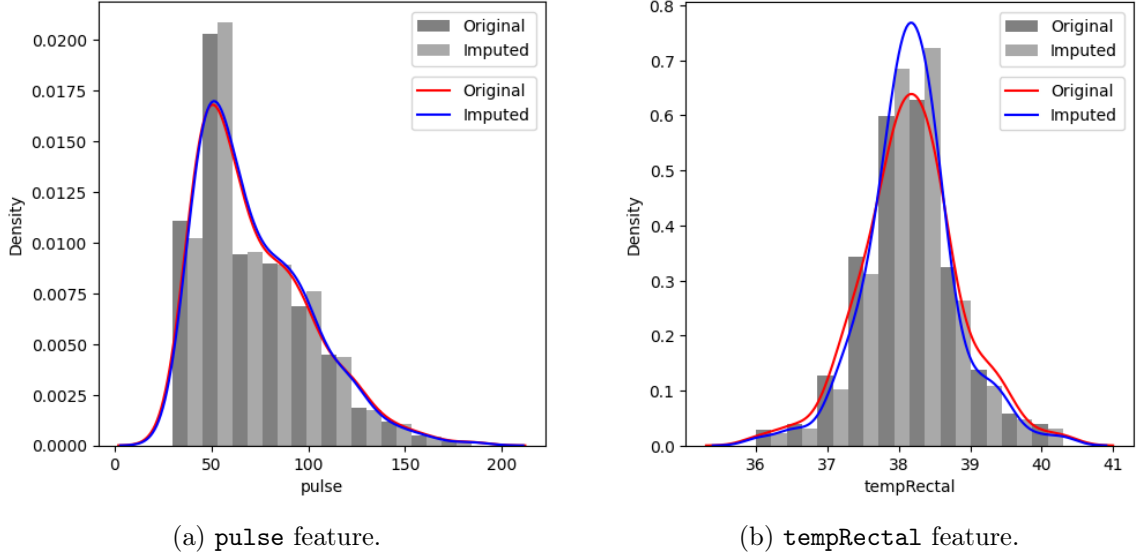 0.0200
0.0175
0.0150
0.0125
0.0100
0.0075
0.0050
0.0025
0.0000
Density
0 50 100 150 200
pulse
Original
Imputed
Original
Imputed
(a) pulse feature.
0.8
0.7
0.6
0.5
0.4
0.3
0.2
0.1
0.0
Density
36 37 38 39 40 41
tempRectal
Original
Imputed
Original
Imputed
(b) tempRectal feature.